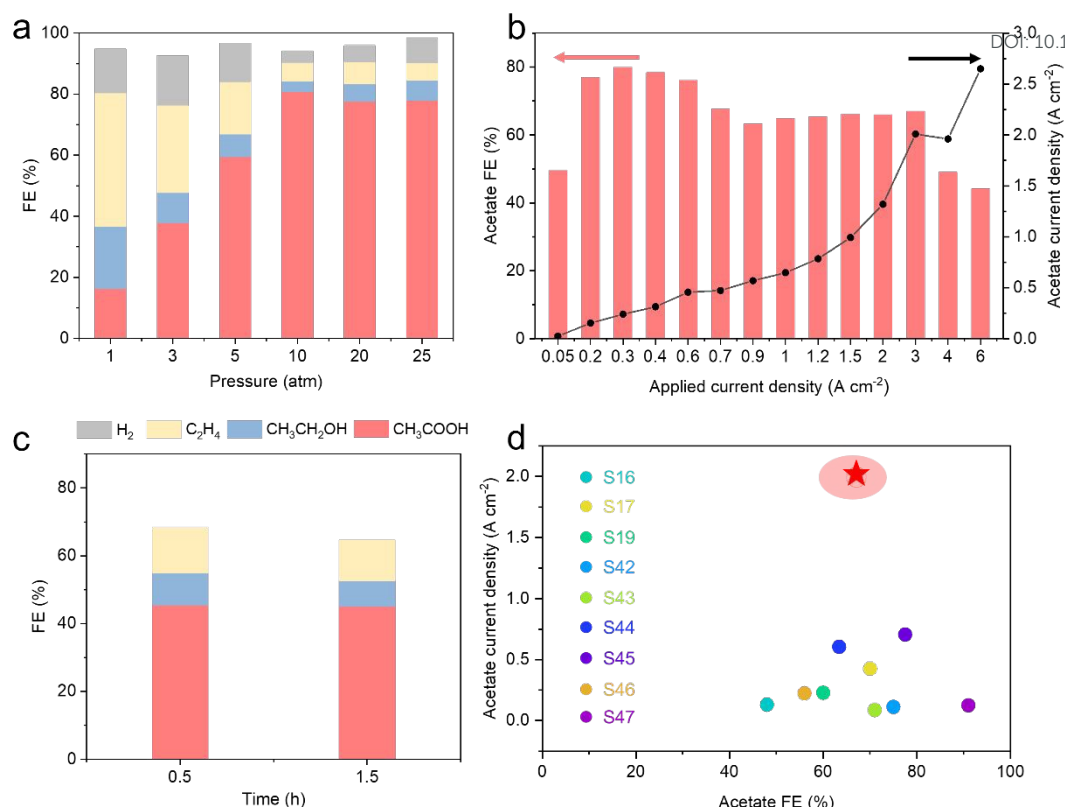 a
100
80
60
40
20
0
FE (%)
1 3 5 10 20 25
Pressure (atm)
b
DOI: 10.1
80
60
40
20
0
Acetate FE (%)
3.0
2.5
2.0
1.5
1.0
0.5
0.0
Acetate current density (A cm⁻²)
0.05 0.2 0.3 0.4 0.6 0.7 0.9 1 1.2 1.5 2 3 4 6
Applied current density (A cm⁻²)
c
H₂ C₂H₄ CH₃CH₂OH CH₃COOH
80
60
40
20
0
FE (%)
0.5 1.5
Time (h)
d
2.0
1.5
1.0
0.5
0.0
Acetate current density (A cm⁻²)
S16
S17
S19
S42
S43
S44
S45
S46
S47
0 20 40 60 80 100
Acetate FE (%)